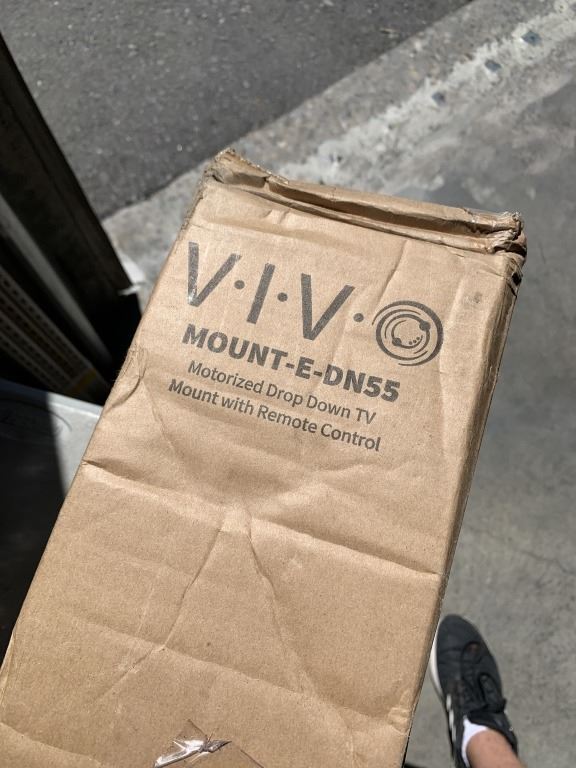 V·I·V·O
MOUNT-E-DN55
Motorized Drop Down TV
Mount with Remote Control